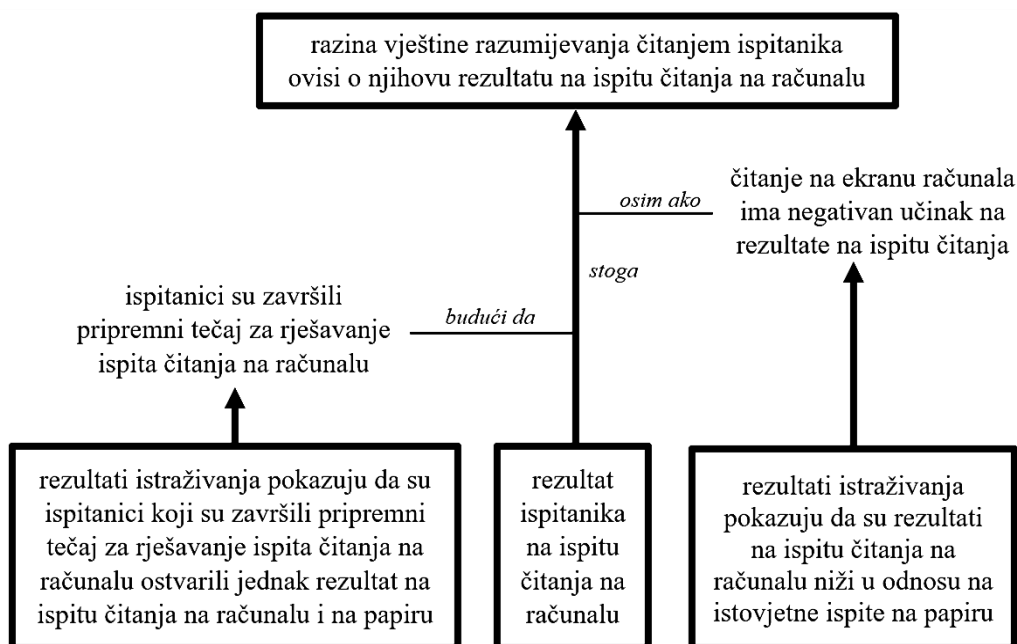 razina vještine razumijevanja čitanjem ispitanika
ovisi o njihovu rezultatu na ispitu čitanja na računalu
osim ako
čitanje na ekranu računala
ima negativan učinak na
rezultate na ispitu čitanja
stoga
ispitanici su završili
pripremni tečaj za rješavanje
ispita čitanja na računalu
budući da
rezultati istraživanja pokazuju da su
ispitanici koji su završili pripremni
tečaj za rješavanje ispita čitanja na
računalu ostvarili jednak rezultat na
ispitu čitanja na računalu i na papiru
rezultat
ispitanika
na ispitu
čitanja na
računalu
rezultati istraživanja
pokazuju da su rezultati
na ispitu čitanja na
računalu niži u odnosu na
istovjetne ispite na papiru